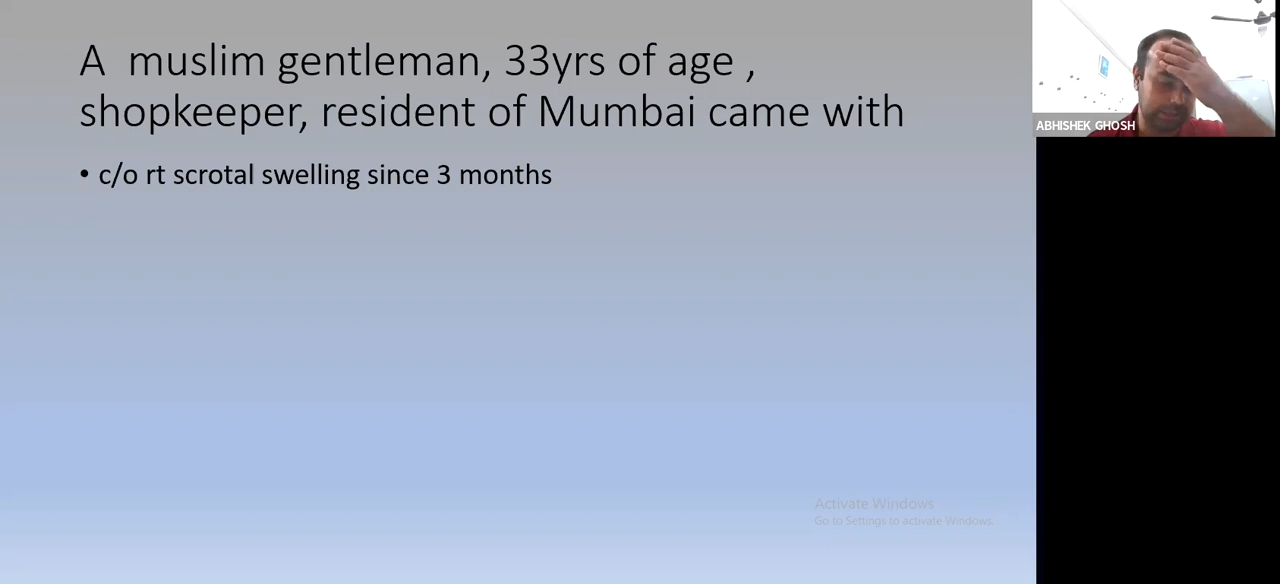 A  muslim gentleman, 33yrs of age ,
shopkeeper, resident of Mumbai came with
• c/o rt scrotal swelling since 3 months
ABHISHEK GHOSH
Activate Windows
Go to Settings to activate Windows.